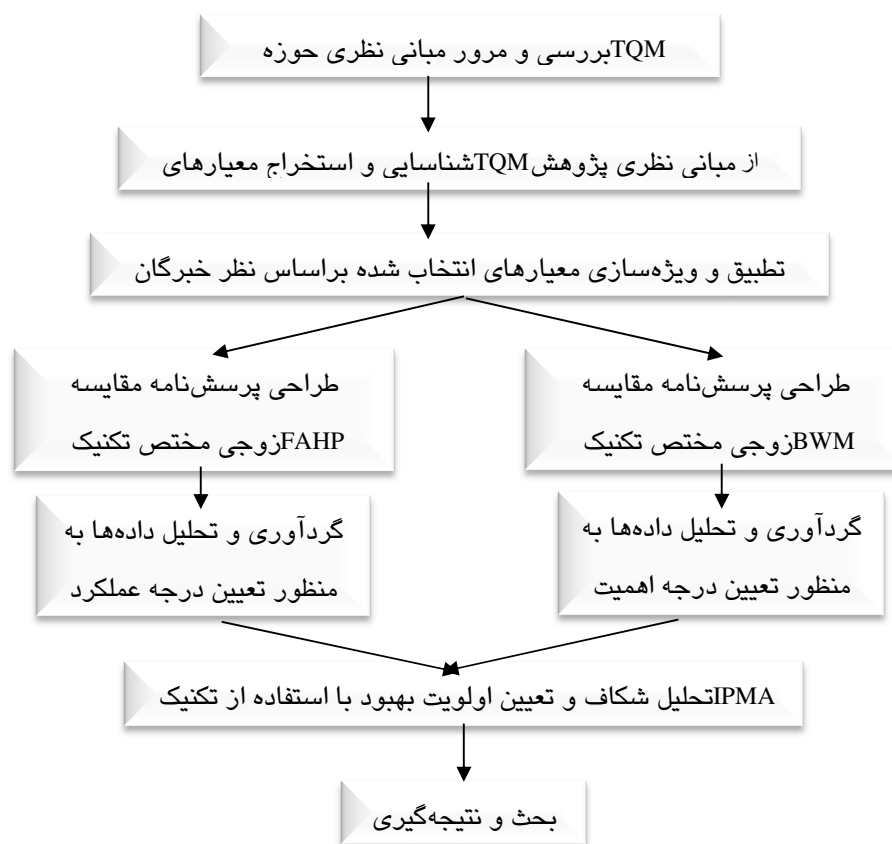 بررسی و مرور مبانی نظری حوزه TQM
شناسایی و استخراج معیارهای TQM از مبانی نظری پژوهش
تطبیق و ویژه‌سازی معیارهای انتخاب شده براساس نظر خبرگان
طراحی پرسش‌نامه مقایسه
زوجی مختص تکنیک BWM
طراحی پرسش‌نامه مقایسه
زوجی مختص تکنیک FAHP
گردآوری و تحلیل داده‌ها به
منظور تعیین درجه اهمیت
گردآوری و تحلیل داده‌ها به
منظور تعیین درجه عملکرد
تحلیل شکاف و تعیین اولویت بهبود با استفاده از تکنیک IPMA
بحث و نتیجه‌گیری